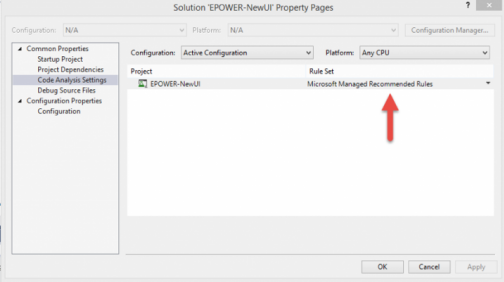 Solution 'EPOWER-NewUI' Property Pages
? ×
Configuration: N/A Platform: N/A Configuration Manager...
Common Properties
Startup Project
Project Dependencies
Code Analysis Settings
Debug Source Files
Configuration Properties
Configuration
Configuration: Active Configuration Platform: Any CPU
Project Rule Set
EPOWER-NewUI Microsoft Managed Recommended Rules
OK Cancel Apply